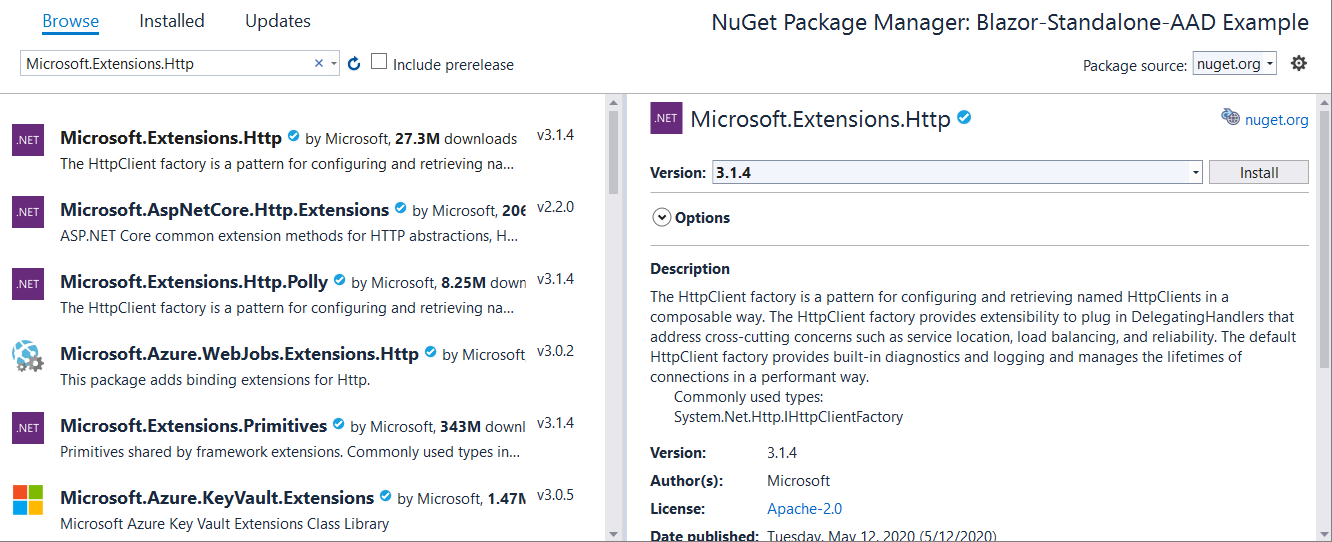 Browse Installed Updates NuGet Package Manager: Blazor-Standalone-AAD Example
Microsoft.Extensions.Http Include prerelease Package source: nuget.org
.NET Microsoft.Extensions.Http by Microsoft, 27.3M downloads v3.1.4
The HttpClient factory is a pattern for configuring and retrieving na...
.NET Microsoft.AspNetCore.Http.Extensions by Microsoft, 206 v2.2.0
ASP.NET Core common extension methods for HTTP abstractions, H...
.NET Microsoft.Extensions.Http.Polly by Microsoft, 8.25M down v3.1.4
The HttpClient factory is a pattern for configuring and retrieving na...
Microsoft.Azure.WebJobs.Extensions.Http by Microsoft v3.0.2
This package adds binding extensions for Http.
.NET Microsoft.Extensions.Primitives by Microsoft, 343M downl v3.1.4
Primitives shared by framework extensions. Commonly used types in...
Microsoft.Azure.KeyVault.Extensions by Microsoft, 1.47M v3.0.5
Microsoft Azure Key Vault Extensions Class Library
.NET Microsoft.Extensions.Http nuget.org
Version: 3.1.4 Install
Options
Description
The HttpClient factory is a pattern for configuring and retrieving named HttpClients in a
composable way. The HttpClient factory provides extensibility to plug in DelegatingHandlers that
address cross-cutting concerns such as service location, load balancing, and reliability. The default
HttpClient factory provides built-in diagnostics and logging and manages the lifetimes of
connections in a performant way.
Commonly used types:
System.Net.Http.IHttpClientFactory
Version: 3.1.4
Author(s): Microsoft
License: Apache-2.0
Date published: Tuesday, May 12, 2020 (5/12/2020)